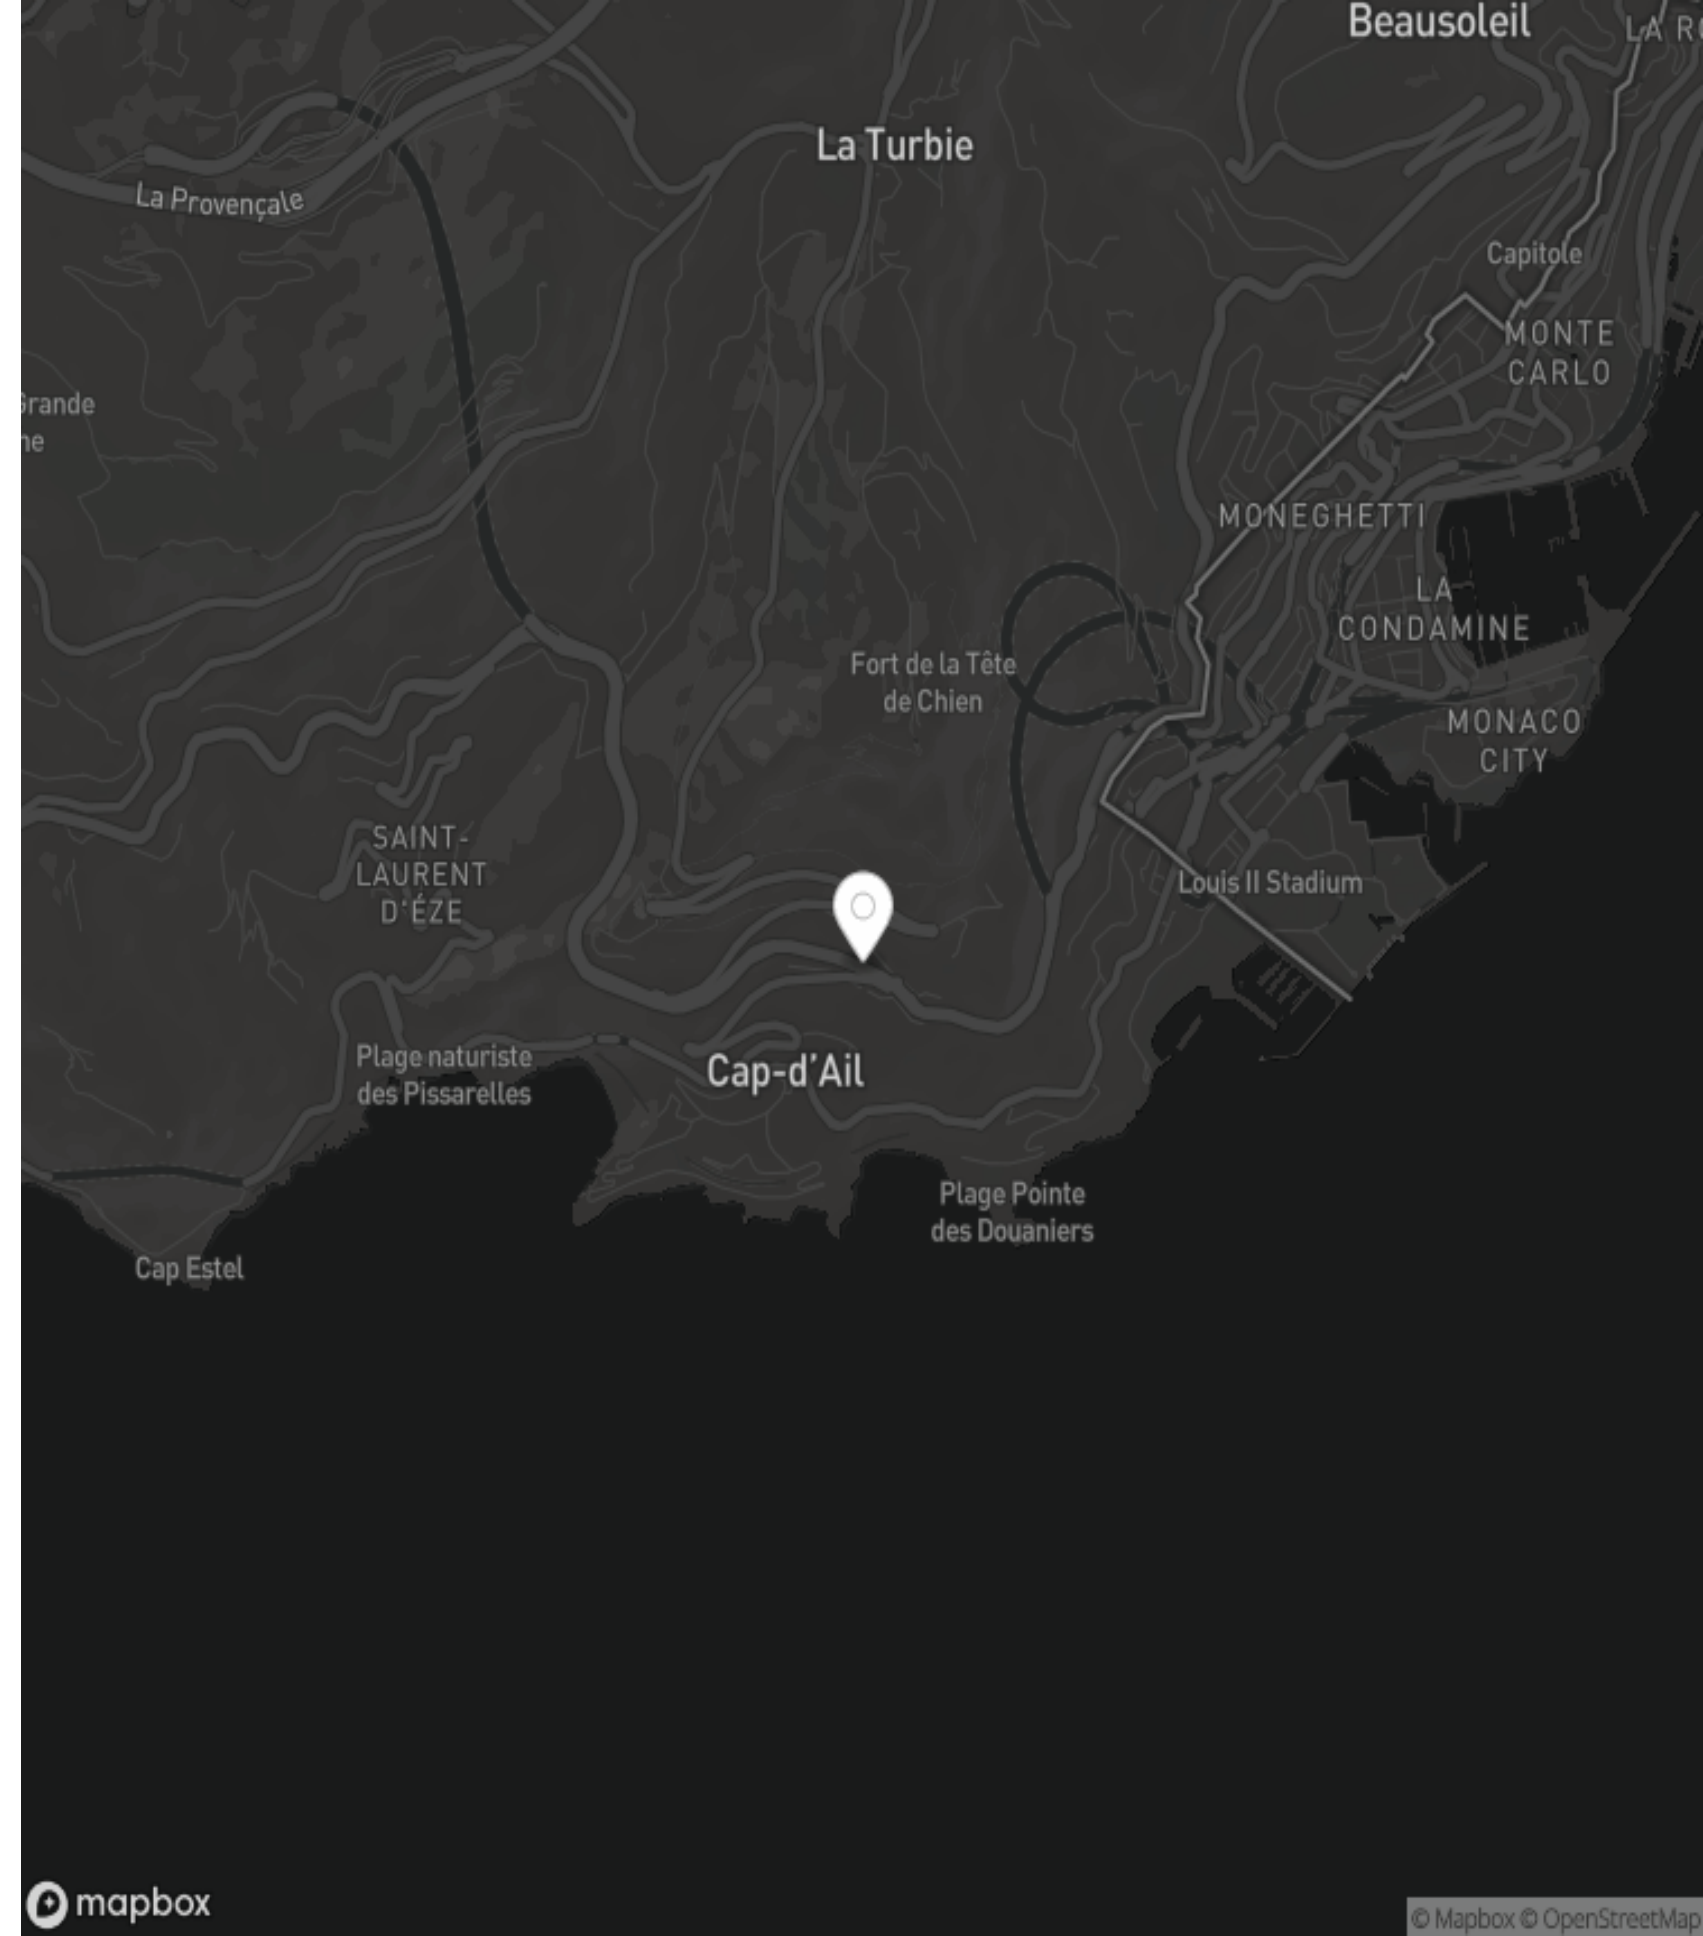 Beausoleil
La Turbie
La Provençale
Capitole
MONTE
CARLO
MONEGHETTI
LA
CONDAMINE
Fort de la Tête
de Chien
MONACO
CITY
SAINT-
LAURENT
D'ÉZE
Louis II Stadium
Plage naturiste
des Pissarelles
Cap-d'Ail
Plage Pointe
des Douaniers
Cap Estel
mapbox
© Mapbox © OpenStreetMap